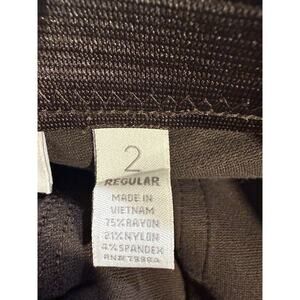 2
REGULAR
MADE IN
VIETNAM
75% RAYON
21% NYLON
4% SPANDEX